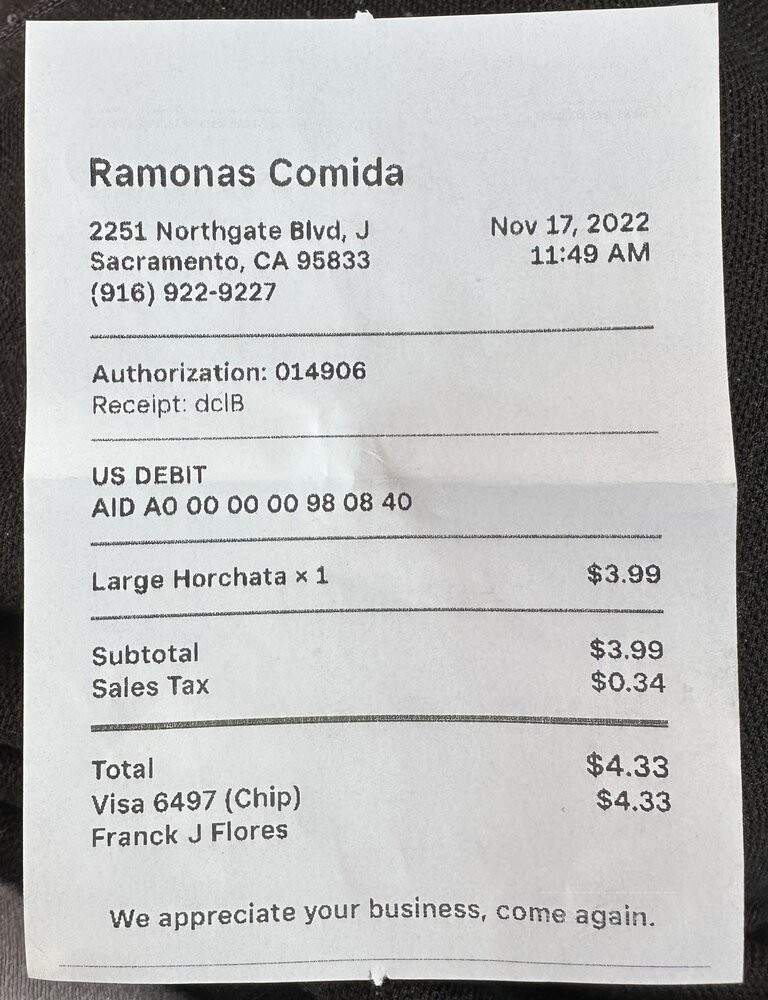 Ramonas Comida
2251 Northgate Blvd, J
Nov 17, 2022
Sacramento, CA 95833
11:49 AM
(916) 922-9227
Authorization: 014906
Receipt: dclB
US DEBIT
AID A0 00 00 00 98 08 40
Large Horchata × 1 $3.99
Subtotal $3.99
Sales Tax $0.34
Total $4.33
Visa 6497 (Chip) $4.33
Franck J Flores
We appreciate your business, come again.